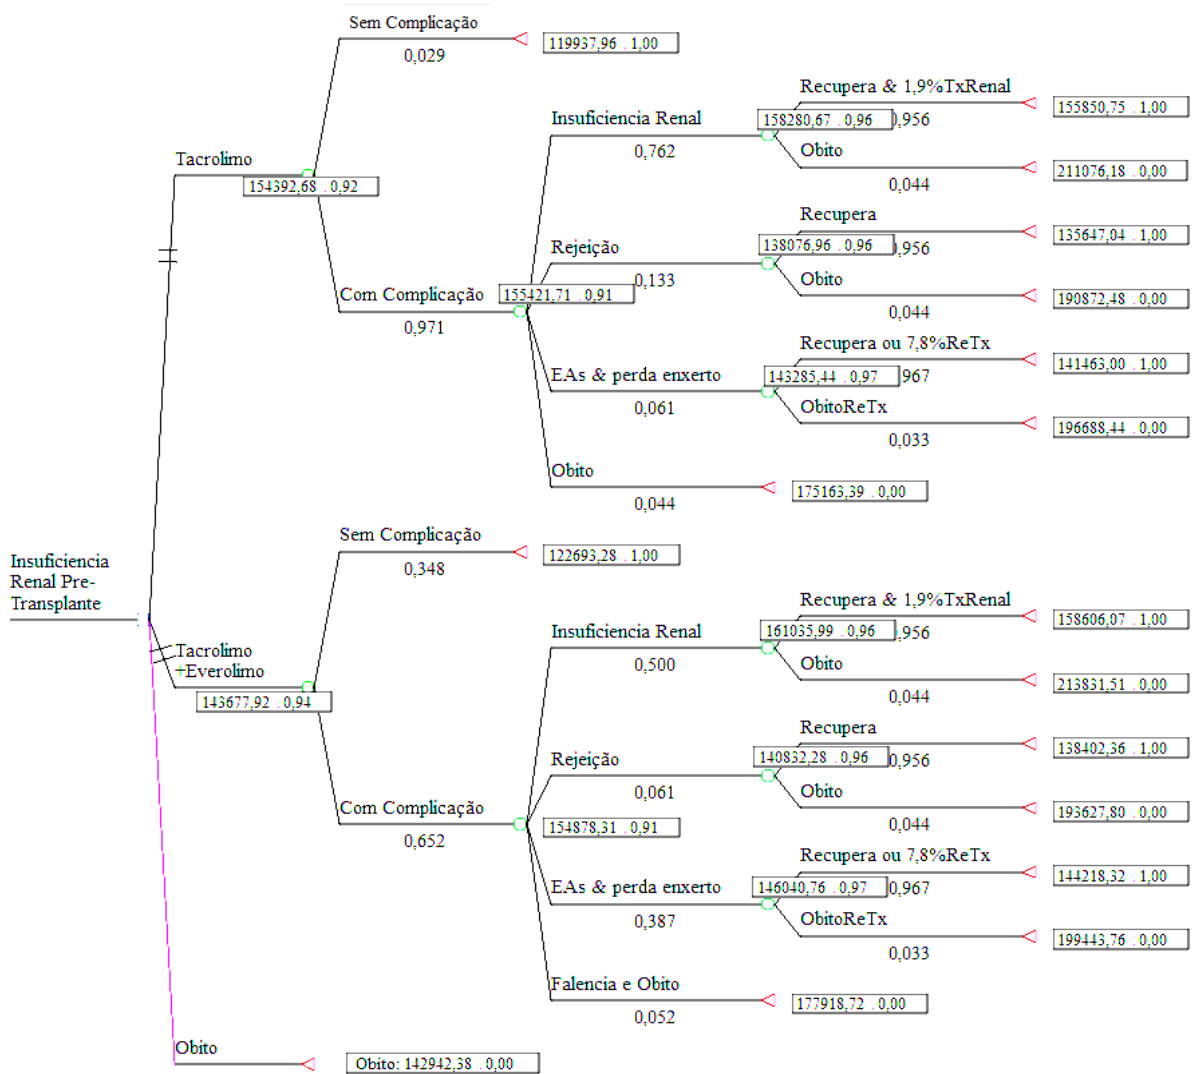 Sem Complicação
0,029
119937,96 . 1,00
Tacrolimo
154392,68 . 0,92
Com Complicação
0,971
155421,71 . 0,91
Insuficiencia Renal
0,762
158280,67 . 0,96
Recupera & 1,9%TxRenal
0,956
155850,75 . 1,00
Obito
0,044
211076,18 . 0,00
Rejeição
0,133
138076,96 . 0,96
Recupera
0,956
135647,04 . 1,00
Obito
0,044
190872,48 . 0,00
EAs & perda enxerto
0,061
143285,44 . 0,97
Recupera ou 7,8%ReTx
967
141463,00 . 1,00
ObitoReTx
0,033
196688,44 . 0,00
Obito
0,044
175163,39 . 0,00
Insuficiencia
Renal Pre-
Transplante
Tacrolimo
+Everolimo
143677,92 . 0,94
Sem Complicação
0,348
122693,28 . 1,00
Com Complicação
0,652
154878,31 . 0,91
Insuficiencia Renal
0,500
161035,99 . 0,96
Recupera & 1,9%TxRenal
0,956
158606,07 . 1,00
Obito
0,044
213831,51 . 0,00
Rejeição
0,061
140832,28 . 0,96
Recupera
0,956
138402,36 . 1,00
Obito
0,044
193627,80 . 0,00
EAs & perda enxerto
0,387
146040,76 . 0,97
Recupera ou 7,8%ReTx
0,967
144218,32 . 1,00
ObitoReTx
0,033
199443,76 . 0,00
Falencia e Obito
0,052
177918,72 . 0,00
Obito
Obito: 142942,38 . 0,00